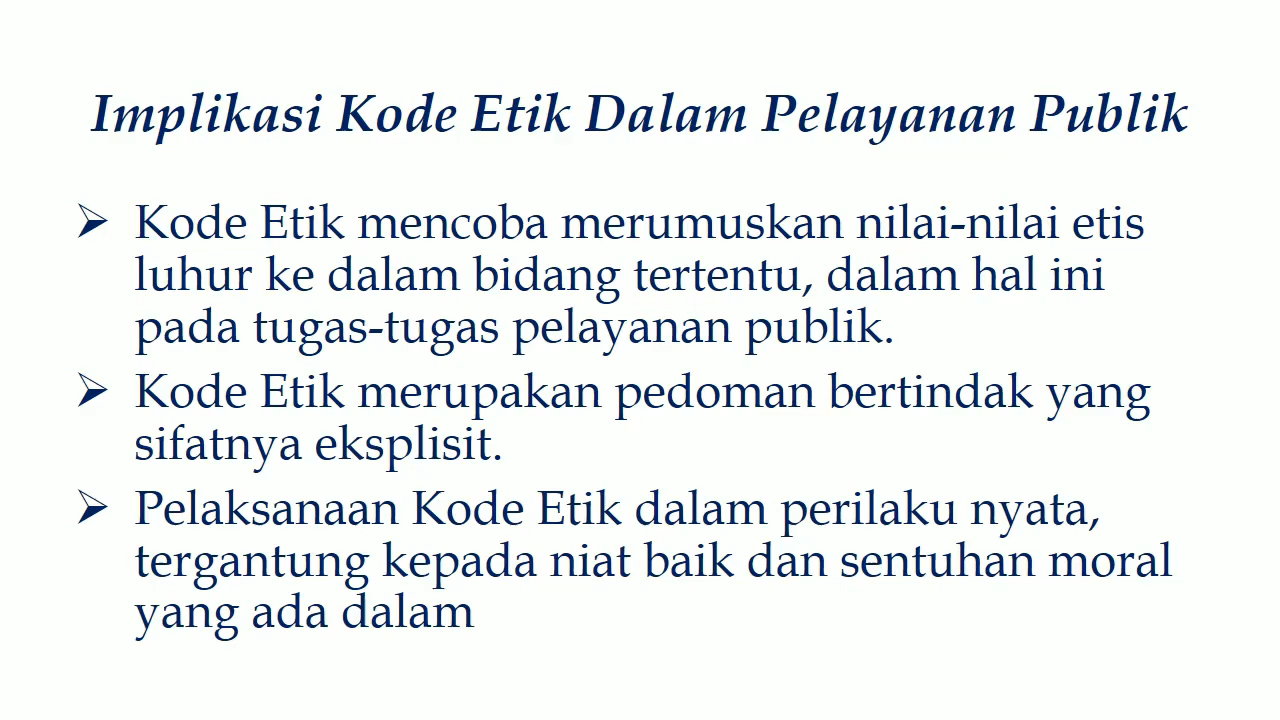 Implikasi Kode Etik Dalam Pelayanan Publik
➢ Kode Etik mencoba merumuskan nilai-nilai etis
luhur ke dalam bidang tertentu, dalam hal ini
pada tugas-tugas pelayanan publik.
➢ Kode Etik merupakan pedoman bertindak yang
sifatnya eksplisit.
➢ Pelaksanaan Kode Etik dalam perilaku nyata,
tergantung kepada niat baik dan sentuhan moral
yang ada dalam